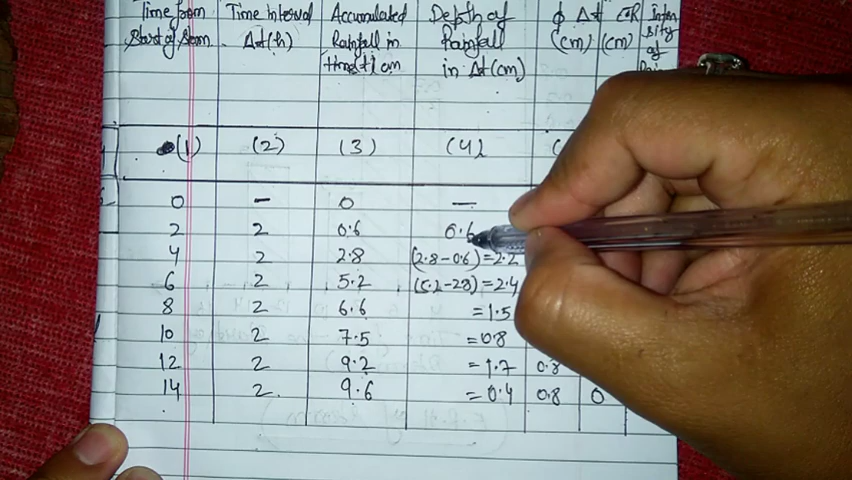 Time from Time interval Accumulated Depth of ϕ Δt ER Inten
Start of Storm Δt(h) Rainfall in Rainfall (cm) (cm) sity
Time t cm in Δt(cm) of
(1) (2) (3) (4)
0 – 0 –
2 2 0.6 0.6
4 2 2.8 (2.8-0.6)=2.2
6 2 5.2 (5.2-28)=2.4
8 2 6.6 =1.5
10 2 7.5 =0.8
12 2 9.2 =1.7 0.8
14 2. 9.6 =0.4 0.8 0